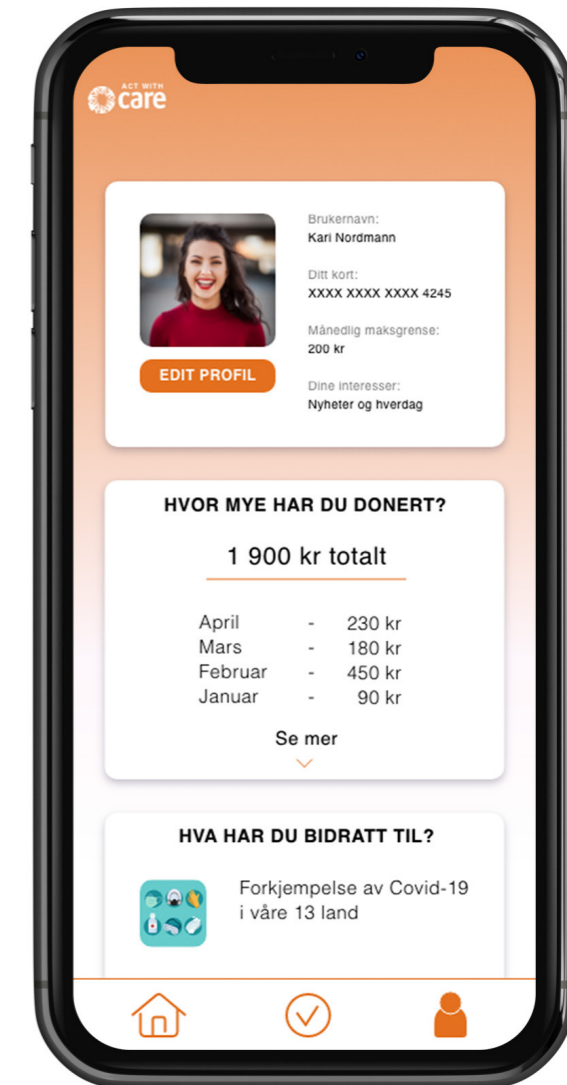 ACT WITH
care
Brukernavn:
Kari Nordmann
Ditt kort:
XXXX XXXX XXXX 4245
Månedlig maksgrense:
200 kr
EDIT PROFIL
Dine interesser:
Nyheter og hverdag
HVOR MYE HAR DU DONERT?
1 900 kr totalt
April - 230 kr
Mars - 180 kr
Februar - 450 kr
Januar - 90 kr
Se mer
HVA HAR DU BIDRATT TIL?
Forkjempelse av Covid-19
i våre 13 land